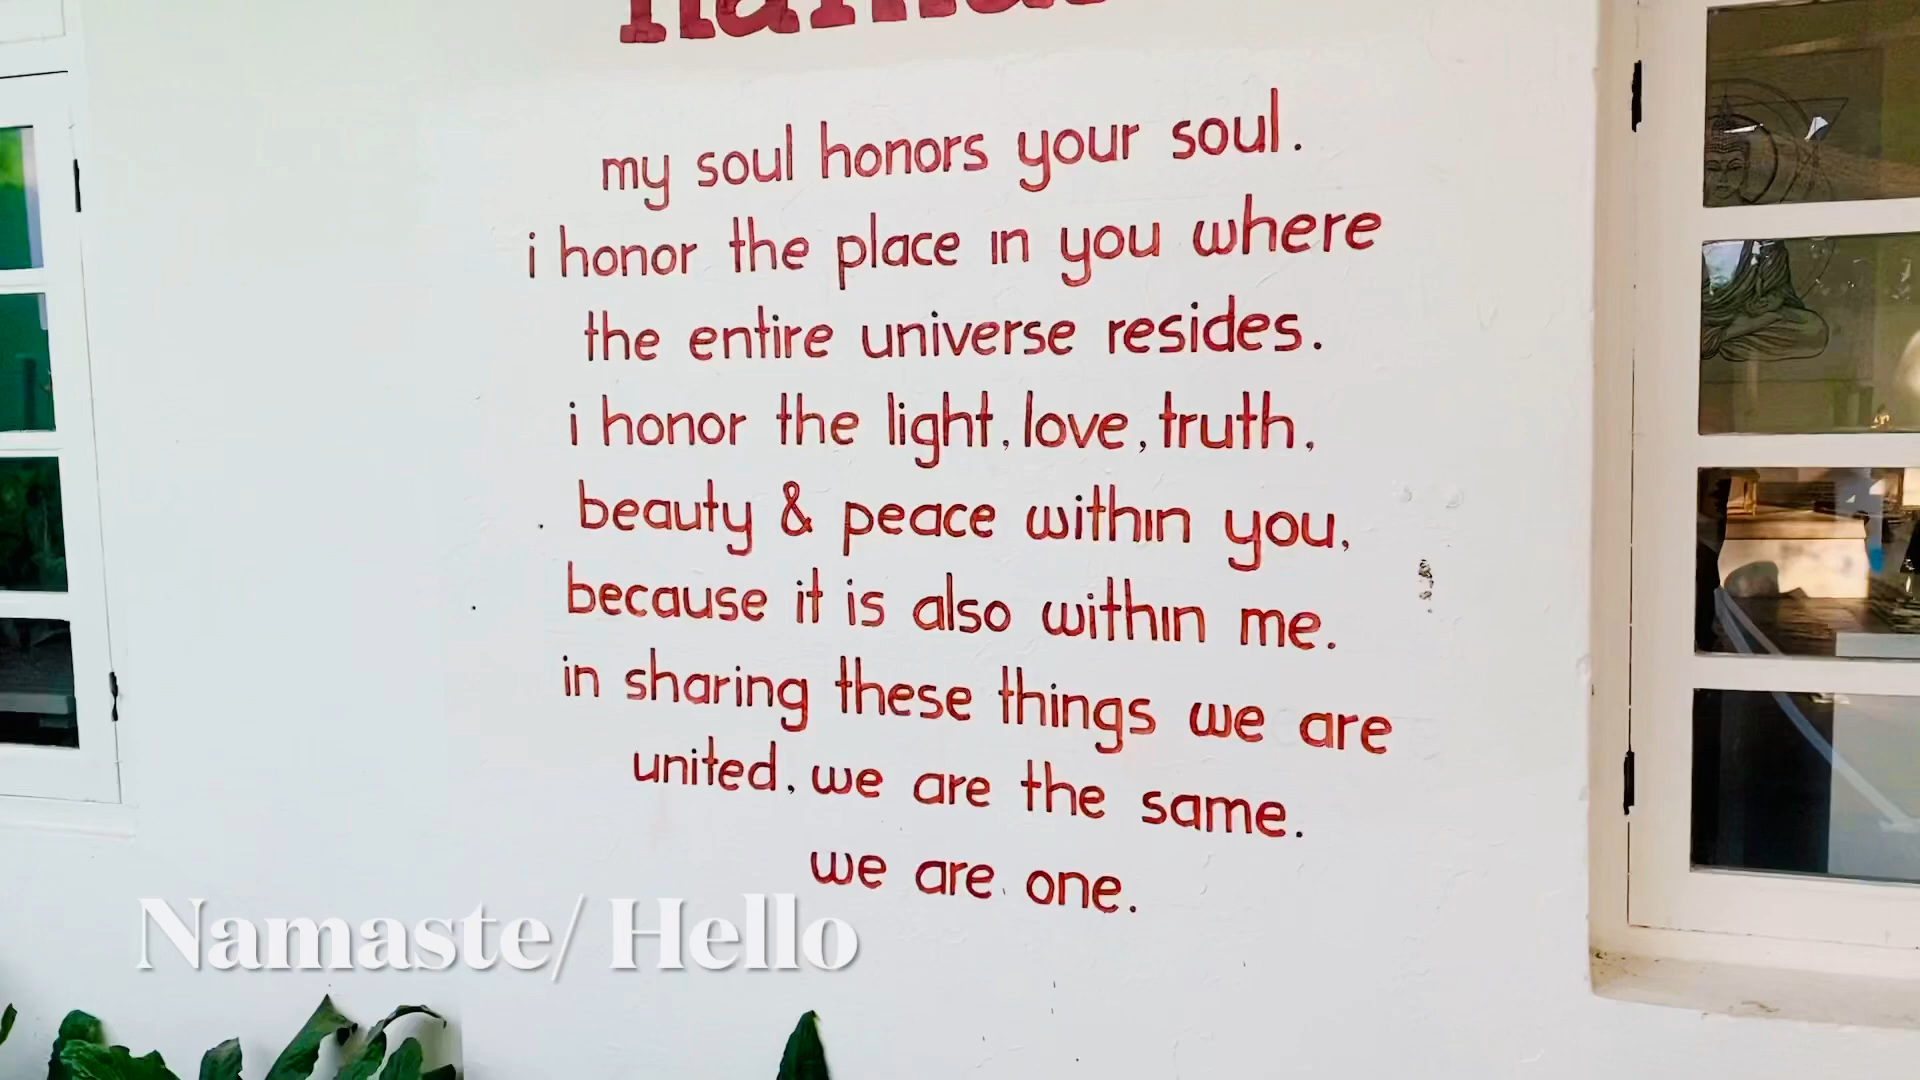 my soul honors your soul.
i honor the place in you where
the entire universe resides.
i honor the light, love, truth,
beauty & peace within you,
because it is also within me.
in sharing these things we are
united, we are the same.
we are one.
Namaste/ Hello